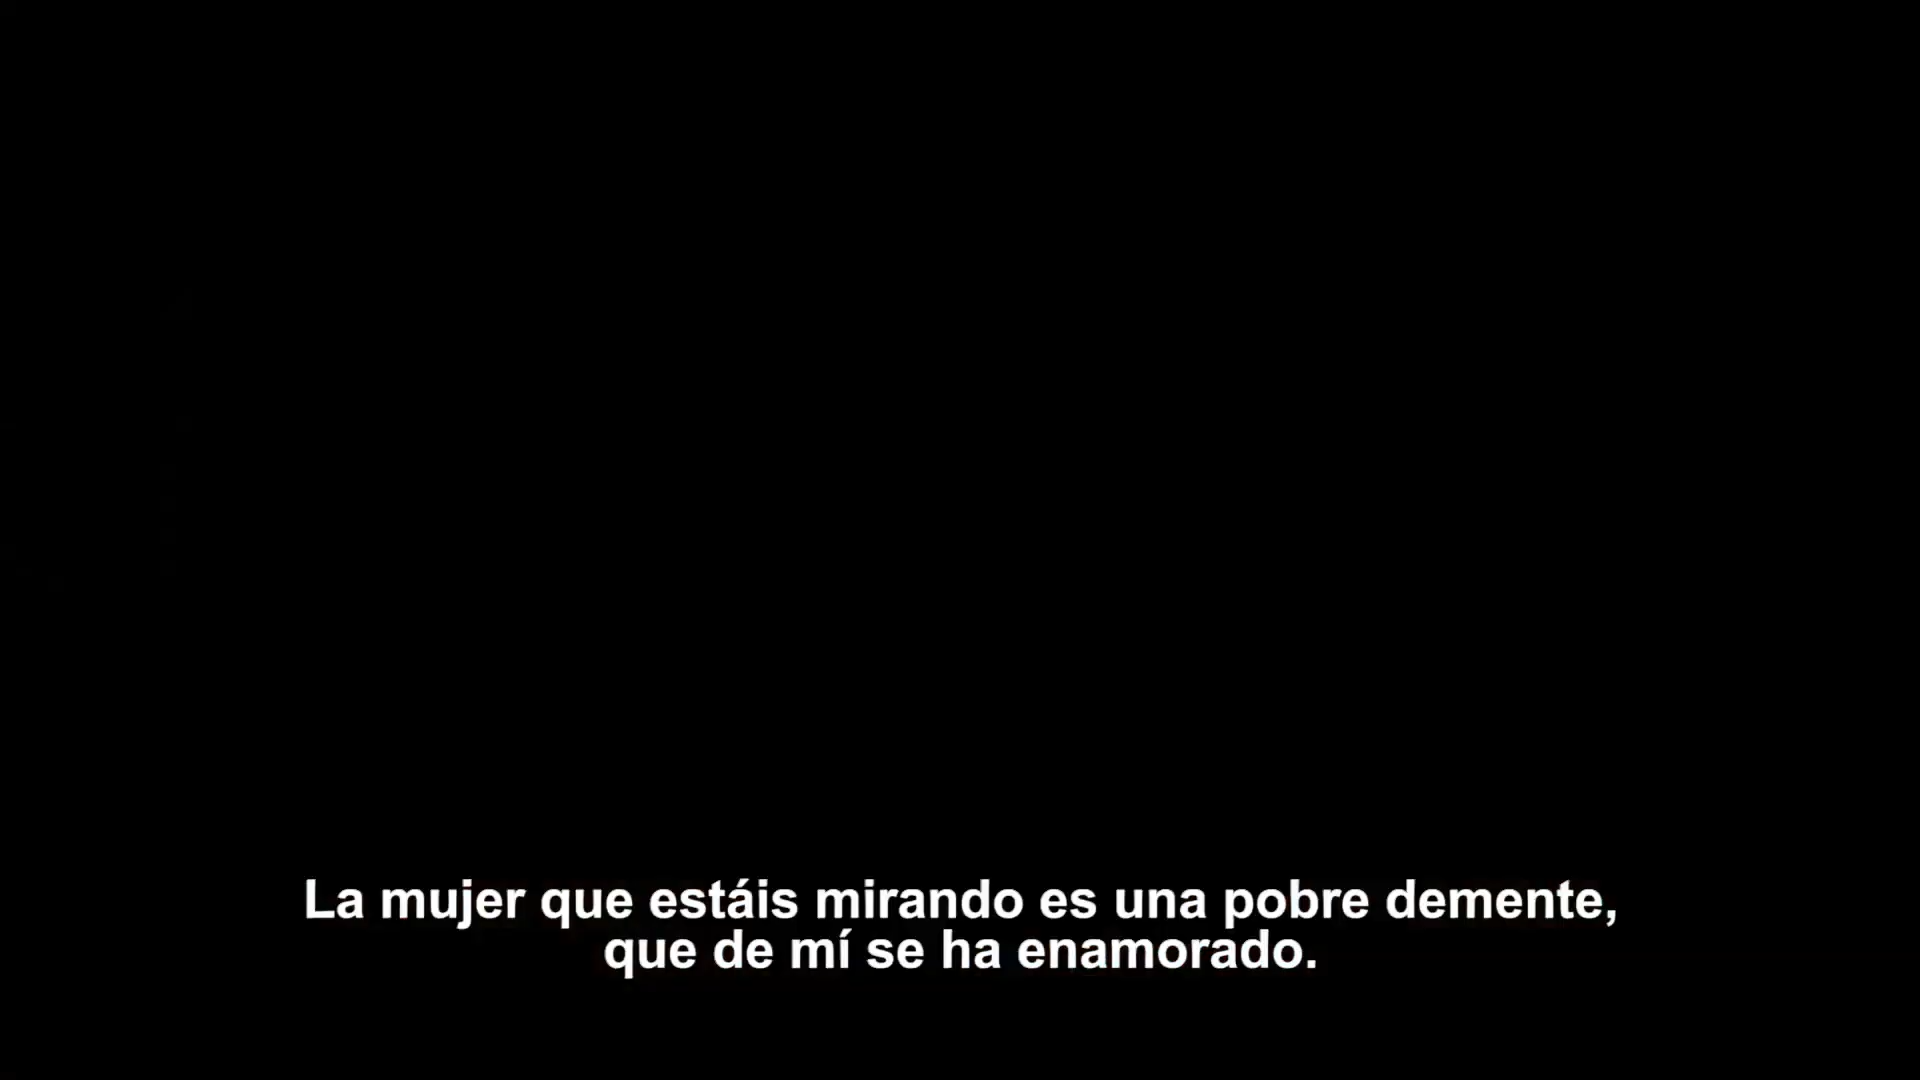 La mujer que estáis mirando es una pobre demente,
que de mí se ha enamorado.